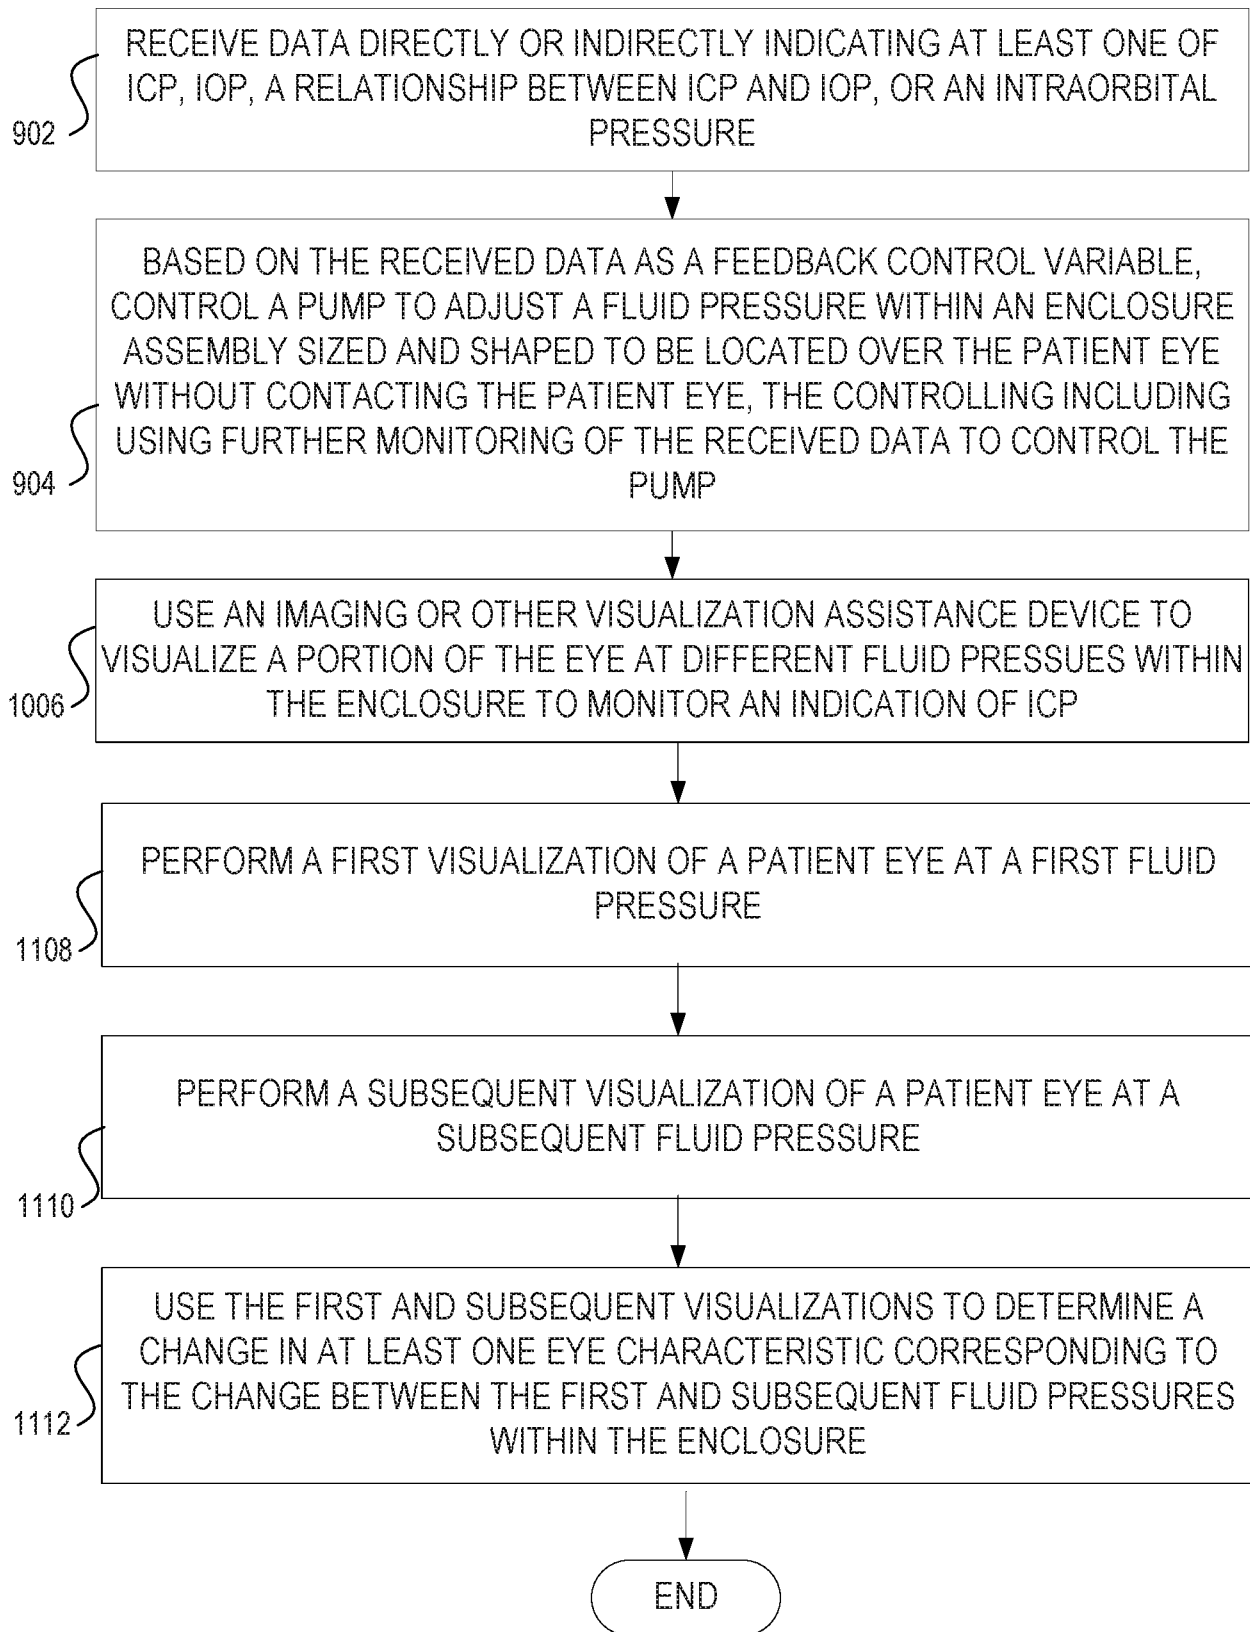 RECEIVE DATA DIRECTLY OR INDIRECTLY INDICATING AT LEAST ONE OF
ICP, IOP, A RELATIONSHIP BETWEEN ICP AND IOP, OR AN INTRAORBITAL
PRESSURE
902
BASED ON THE RECEIVED DATA AS A FEEDBACK CONTROL VARIABLE,
CONTROL A PUMP TO ADJUST A FLUID PRESSURE WITHIN AN ENCLOSURE
ASSEMBLY SIZED AND SHAPED TO BE LOCATED OVER THE PATIENT EYE
WITHOUT CONTACTING THE PATIENT EYE, THE CONTROLLING INCLUDING
USING FURTHER MONITORING OF THE RECEIVED DATA TO CONTROL THE
PUMP
904
USE AN IMAGING OR OTHER VISUALIZATION ASSISTANCE DEVICE TO
VISUALIZE A PORTION OF THE EYE AT DIFFERENT FLUID PRESSUES WITHIN
THE ENCLOSURE TO MONITOR AN INDICATION OF ICP
1006
PERFORM A FIRST VISUALIZATION OF A PATIENT EYE AT A FIRST FLUID
PRESSURE
1108
PERFORM A SUBSEQUENT VISUALIZATION OF A PATIENT EYE AT A
SUBSEQUENT FLUID PRESSURE
1110
USE THE FIRST AND SUBSEQUENT VISUALIZATIONS TO DETERMINE A
CHANGE IN AT LEAST ONE EYE CHARACTERISTIC CORRESPONDING TO
THE CHANGE BETWEEN THE FIRST AND SUBSEQUENT FLUID PRESSURES
WITHIN THE ENCLOSURE
1112
END